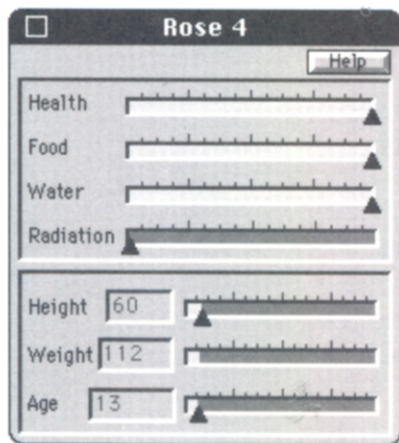 Rose 4
Help
Health
Food
Water
Radiation
Height 60
Weight 112
Age 13